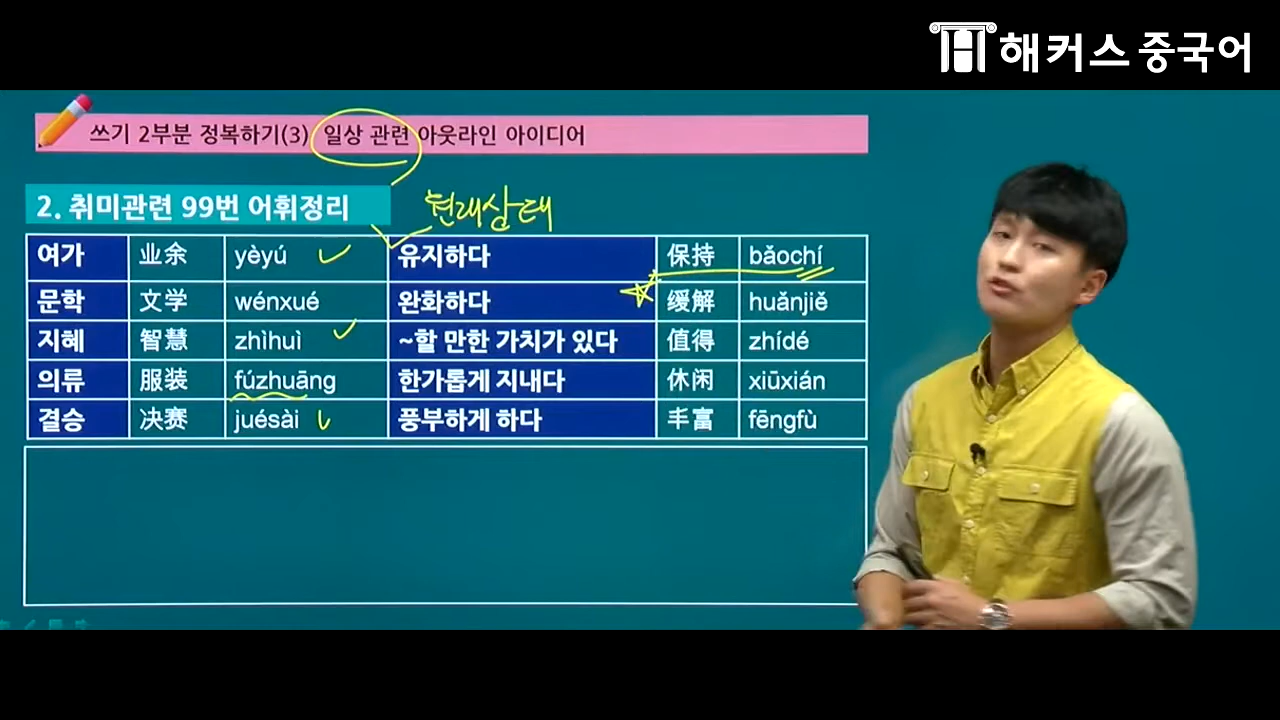 해커스 중국어
쓰기 2부분 정복하기(3) 일상 관련 아웃라인 아이디어
2. 취미관련 99번 어휘정리
현래상태
여가 业余 yèyú 유지하다 保持 bǎochí
문학 文学 wénxué 완화하다 缓解 huǎnjiě
지혜 智慧 zhìhuì ~할 만한 가치가 있다 值得 zhídé
의류 服装 fúzhuāng 한가롭게 지내다 休闲 xiūxián
결승 决赛 juésài 풍부하게 하다 丰富 fēngfù